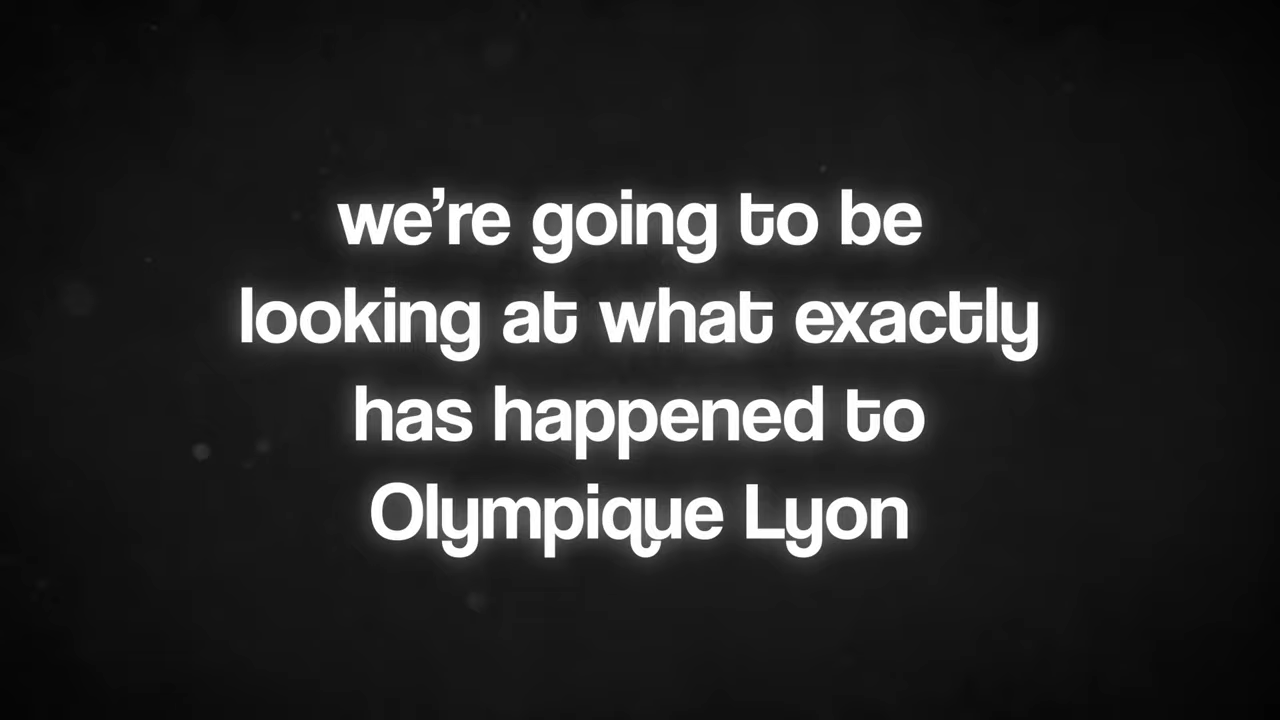 we’re going to be
looking at what exactly
has happened to
Olympique Lyon